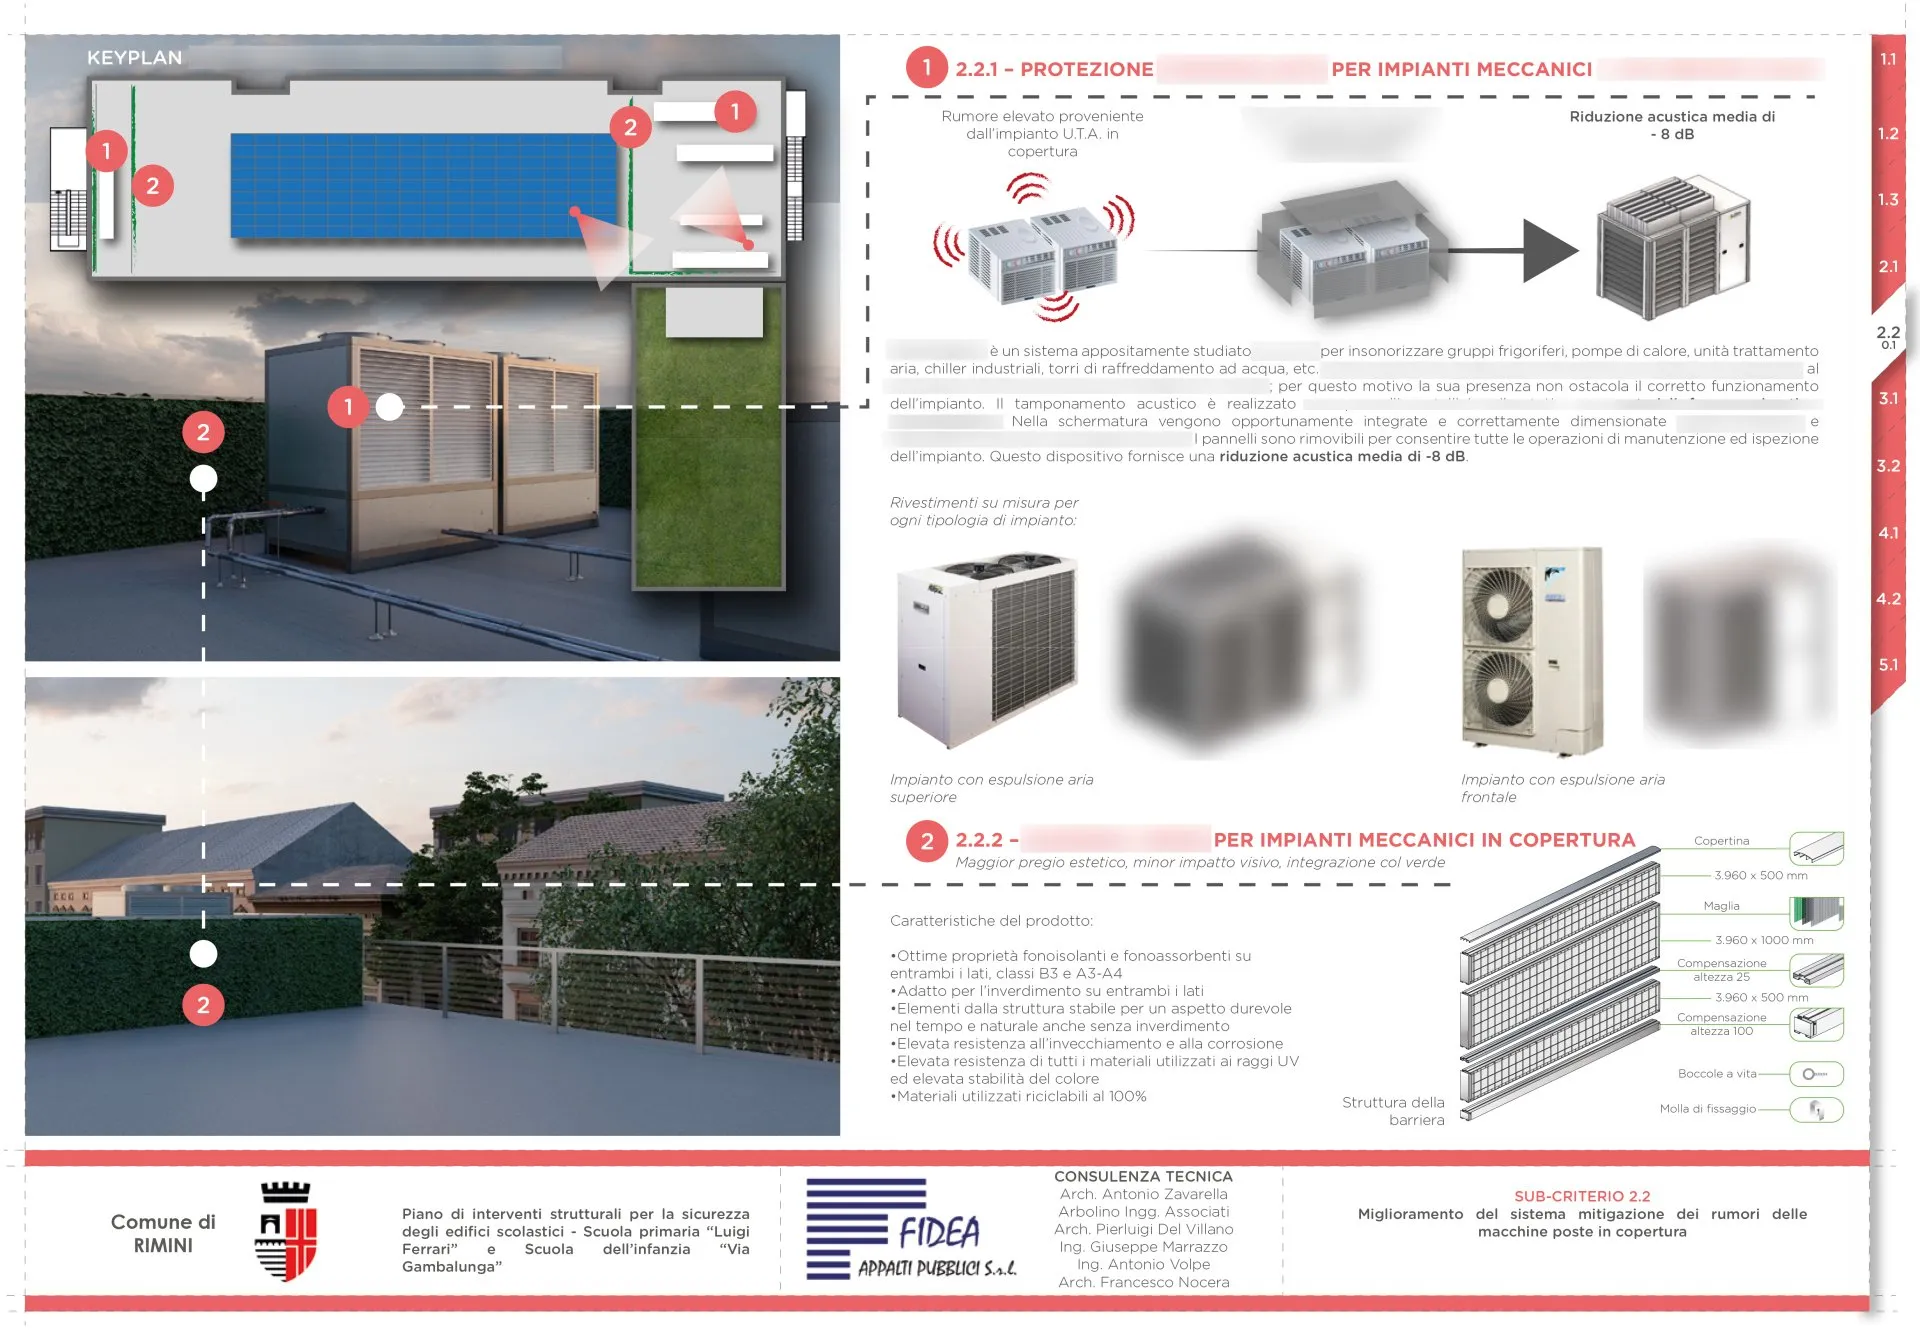 KEYPLAN
1
2
2
1
1
2
2
1 2.2.1 – PROTEZIONE PER IMPIANTI MECCANICI
Rumore elevato proveniente
dall'impianto U.T.A. in
copertura
Riduzione acustica media di
- 8 dB
è un sistema appositamente studiato per insonorizzare gruppi frigoriferi, pompe di calore, unità trattamento
aria, chiller industriali, torri di raffreddamento ad acqua, etc. al
; per questo motivo la sua presenza non ostacola il corretto funzionamento
dell'impianto. Il tamponamento acustico è realizzato
Nella schermatura vengono opportunamente integrate e correttamente dimensionate e
I pannelli sono rimovibili per consentire tutte le operazioni di manutenzione ed ispezione
dell'impianto. Questo dispositivo fornisce una riduzione acustica media di -8 dB.
Rivestimenti su misura per
ogni tipologia di impianto:
Impianto con espulsione aria
superiore
Impianto con espulsione aria
frontale
2 2.2.2 – PER IMPIANTI MECCANICI IN COPERTURA
Maggior pregio estetico, minor impatto visivo, integrazione col verde
Caratteristiche del prodotto:
•Ottime proprietà fonoisolanti e fonoassorbenti su
entrambi i lati, classi B3 e A3-A4
•Adatto per l'inverdimento su entrambi i lati
•Elementi dalla struttura stabile per un aspetto durevole
nel tempo e naturale anche senza inverdimento
•Elevata resistenza all'invecchiamento e alla corrosione
•Elevata resistenza di tutti i materiali utilizzati ai raggi UV
ed elevata stabilità del colore
•Materiali utilizzati riciclabili al 100%
Struttura della
barriera
Copertina
3.960 x 500 mm
Maglia
3.960 x 1000 mm
Compensazione
altezza 25
3.960 x 500 mm
Compensazione
altezza 100
Boccole a vita
Molla di fissaggio
1.1
1.2
1.3
2.1
2.2
0.1
3.1
3.2
4.1
4.2
5.1
Comune di
RIMINI
Piano di interventi strutturali per la sicurezza
degli edifici scolastici - Scuola primaria “Luigi
Ferrari” e Scuola dell'infanzia “Via
Gambalunga”
FIDEA
APPALTI PUBBLICI S.r.l.
CONSULENZA TECNICA
Arch. Antonio Zavarella
Arbolino Ingg. Associati
Arch. Pierluigi Del Villano
Ing. Giuseppe Marrazzo
Ing. Antonio Volpe
Arch. Francesco Nocera
SUB-CRITERIO 2.2
Miglioramento del sistema mitigazione dei rumori delle
macchine poste in copertura